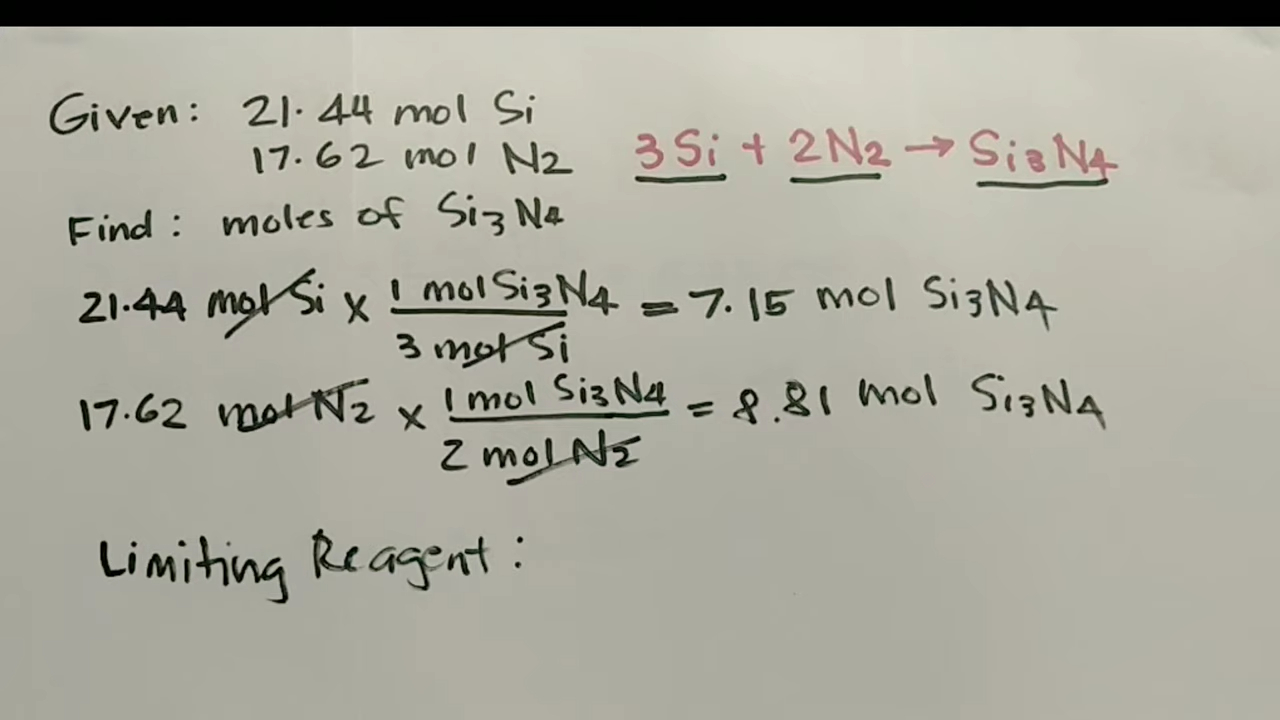 Given: 21.44 mol Si
17.62 mol N2
3Si + 2N2 → Si3N4
Find: moles of Si3N4
21.44 mol Si x 1 mol Si3N4 / 3 mol Si = 7.15 mol Si3N4
17.62 mol N2 x 1 mol Si3N4 / 2 mol N2 = 8.81 mol Si3N4
Limiting Reagent: